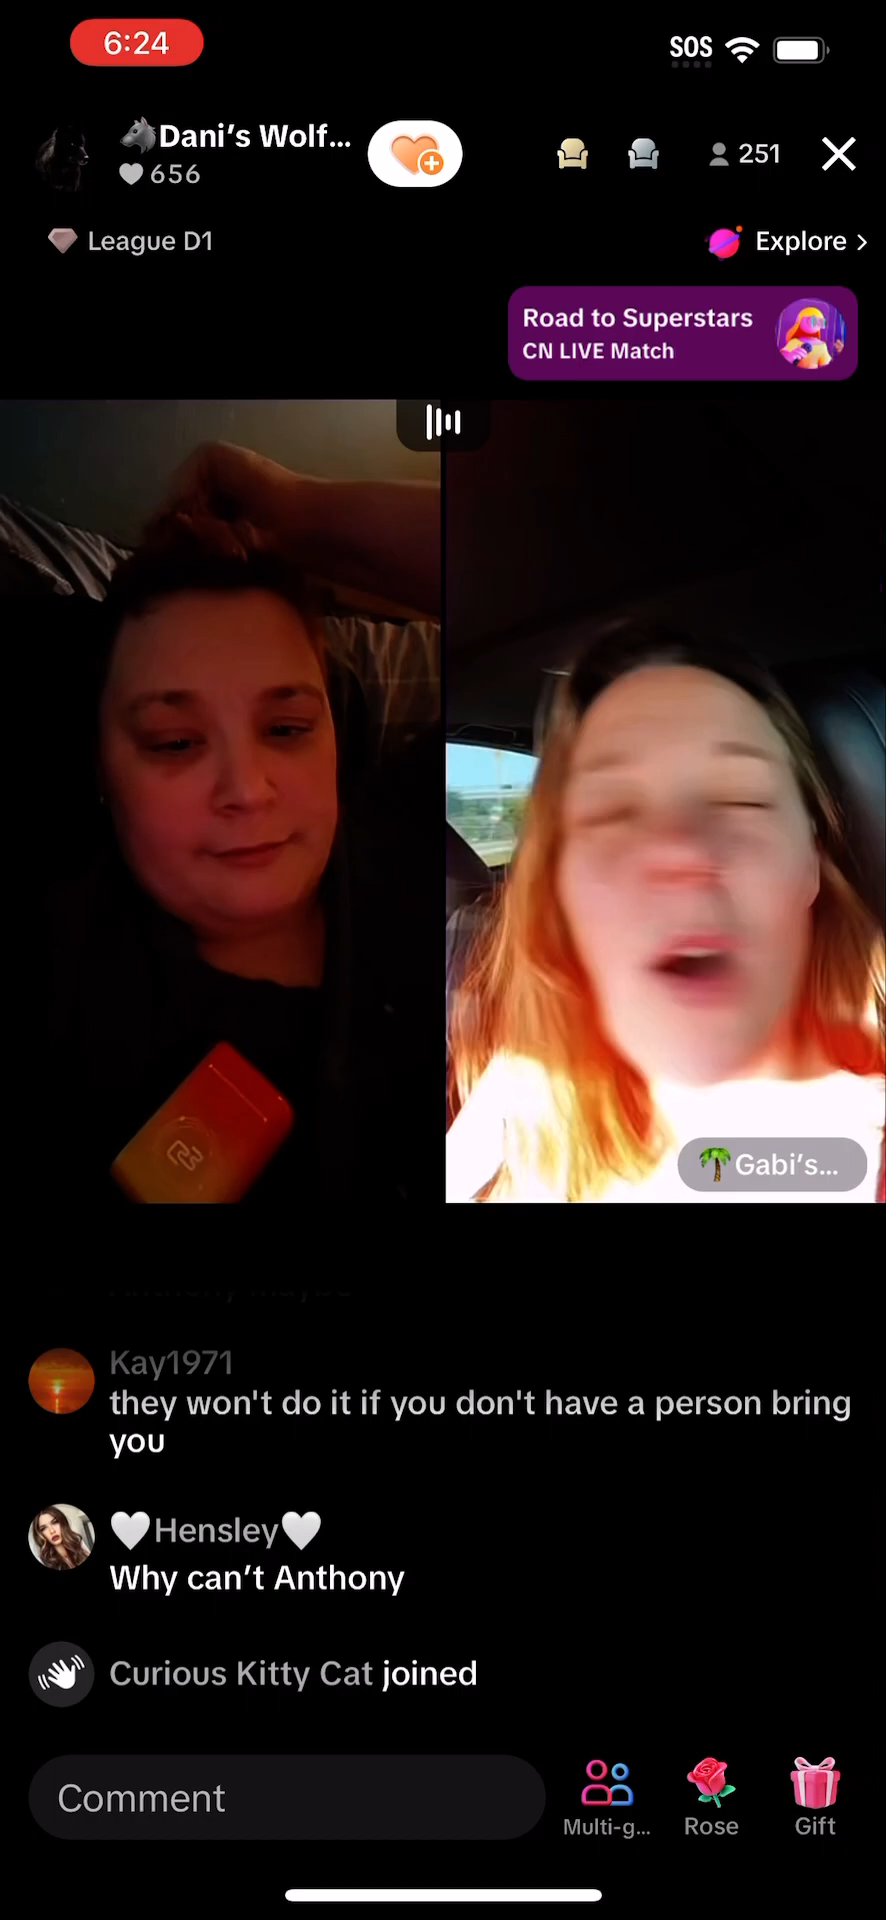 6:24
SOS
🐺Dani’s Wolf...
656
251
League D1
Explore >
Road to Superstars
CN LIVE Match
🌴Gabi’s...
Kay1971
they won't do it if you don't have a person bring
you
🤍Hensley🤍
Why can’t Anthony
Curious Kitty Cat joined
Comment
Multi-g...
Rose
Gift